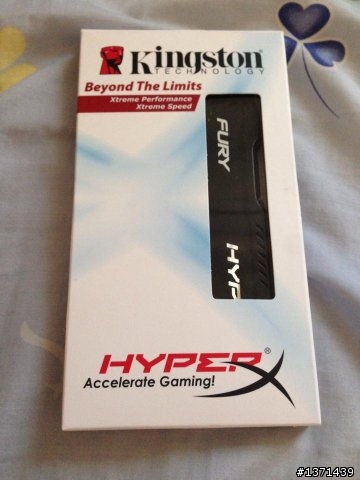 Kingston
TECHNOLOGY
Beyond The Limits
Xtreme Performance
Xtreme Speed
FURY
HYP
HYPERX®
Accelerate Gaming!
#1371439